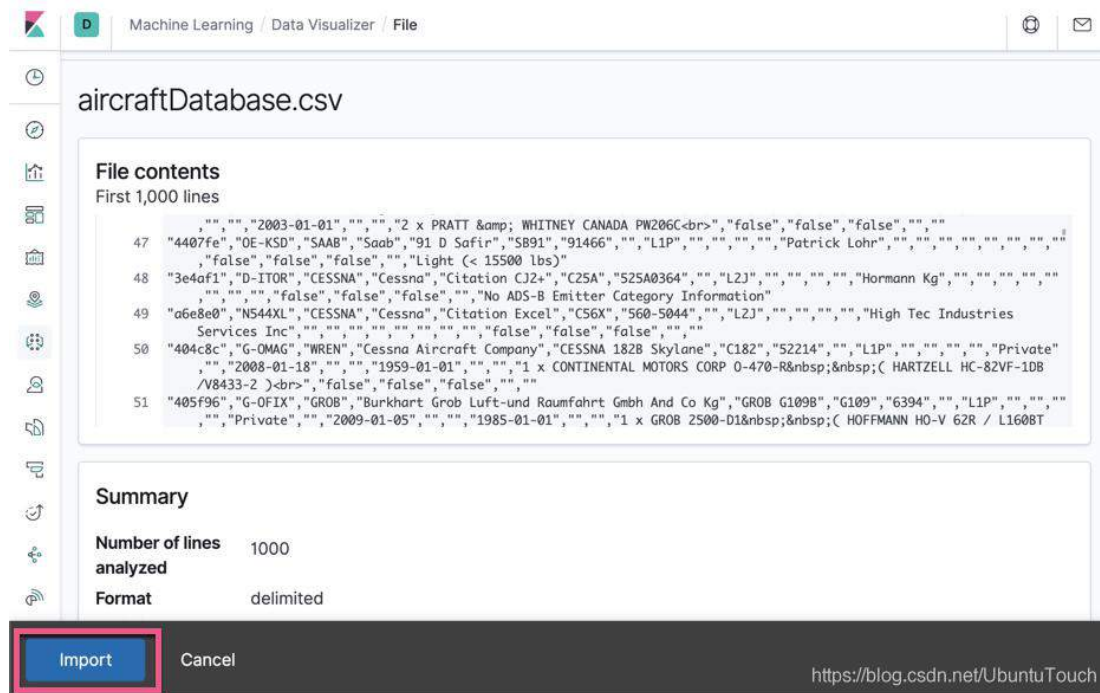 D Machine Learning / Data Visualizer / File
aircraftDatabase.csv
File contents
First 1,000 lines
,"","","2003-01-01","","","2 x PRATT &amp; WHITNEY CANADA PW206C<br>","false","false","false","",""
47 "4407fe","OE-KSD","SAAB","Saab","91 D Safir","SB91","91466","","L1P","","","","","Patrick Lohr","","","","","","","",""
,"false","false","false","","Light (< 15500 lbs)"
48 "3e4af1","D-ITOR","CESSNA","Cessna","Citation CJ2+","C25A","525A0364","","L2J","","","","","Hormann Kg","","","","",""
,"","","","false","false","false","","No ADS-B Emitter Category Information"
49 "a6e8e0","N544XL","CESSNA","Cessna","Citation Excel","C56X","560-5044","","L2J","","","","","High Tec Industries
Services Inc","","","","","","","","","false","false","false","",""
50 "404c8c","G-OMAG","WREN","Cessna Aircraft Company","CESSNA 182B Skylane","C182","52214","","L1P","","","","","Private"
,"","2008-01-18","","","1959-01-01","","","1 x CONTINENTAL MOTORS CORP O-470-R&nbsp;&nbsp;( HARTZELL HC-82VF-1DB
/V8433-2 )<br>","false","false","false","",""
51 "405f96","G-OFIX","GROB","Burkhart Grob Luft-und Raumfahrt Gmbh And Co Kg","GROB G109B","G109","6394","","L1P","","",""
,"","Private","","2009-01-05","","","1985-01-01","","","1 x GROB 2500-D1&nbsp;&nbsp;( HOFFMANN HO-V 62R / L160BT
Summary
Number of lines analyzed 1000
Format delimited
Import Cancel
https://blog.csdn.net/UbuntuTouch